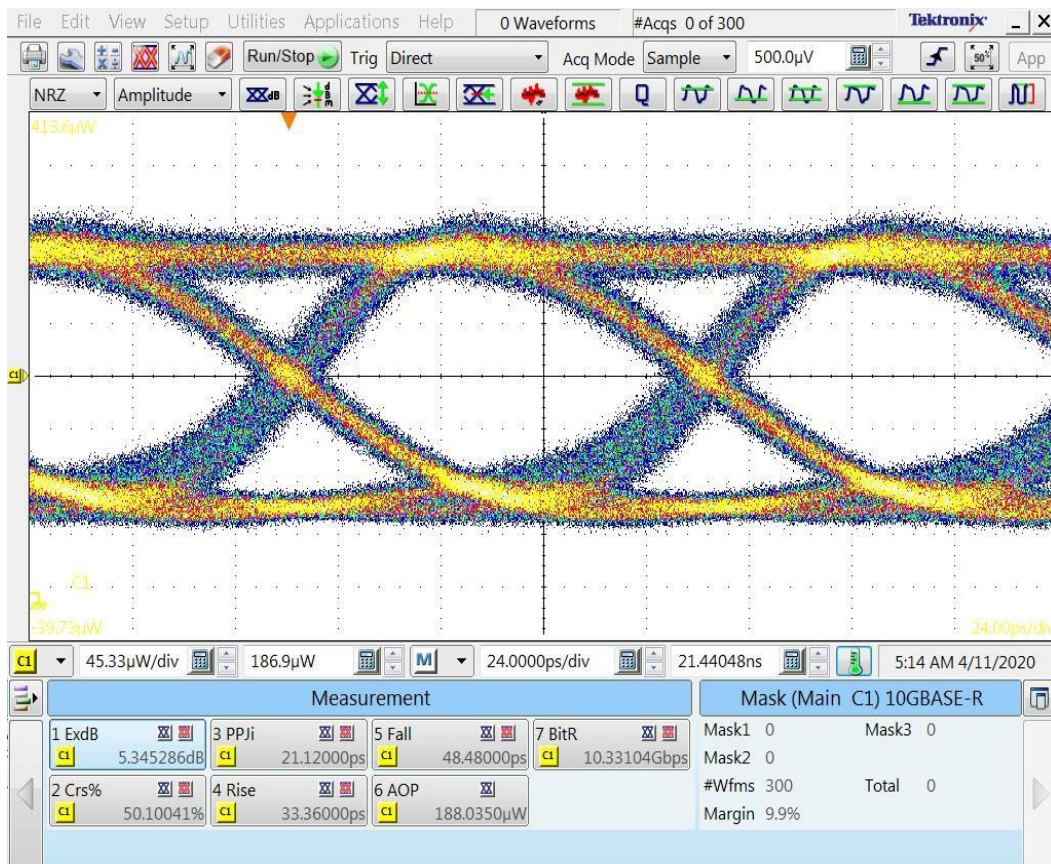 File Edit View Setup Utilities Applications Help 0 Waveforms #Acqs 0 of 300 Tektronix
Run/Stop Trig Direct Acq Mode Sample 500.0µV 50% App
NRZ Amplitude dB Q
413.6µW
C1
C1
-39.73µW 24.00ps/div
C1 45.33µW/div 186.9µW M 24.0000ps/div 21.44048ns 5:14 AM 4/11/2020
Measurement Mask (Main C1) 10GBASE-R
1 ExdB 3 PPJi 5 Fall 7 BitR Mask1 0 Mask3 0
C1 5.345286dB C1 21.12000ps C1 48.48000ps C1 10.33104Gbps Mask2 0
2 Crs% 4 Rise 6 AOP #Wfms 300 Total 0
C1 50.10041% C1 33.36000ps C1 188.0350µW Margin 9.9%